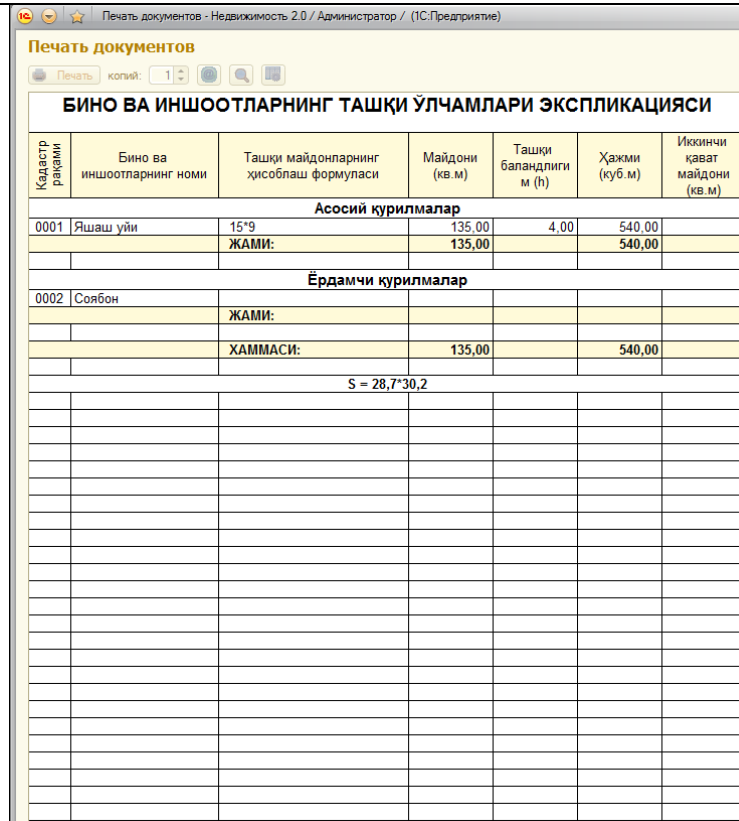 Печать документов - Недвижимость 2.0 / Администратор / (1С:Предприятие)
Печать документов
Печать копий: 1
БИНО ВА ИНШООТЛАРНИНГ ТАШҚИ ЎЛЧАМЛАРИ ЭКСПЛИКАЦИЯСИ
Кадастр рақами
Бино ва иншоотларнинг номи
Ташқи майдонларнинг ҳисоблаш формуласи
Майдони (кв.м)
Ташқи баландлиги м (h)
Ҳажми (куб.м)
Иккинчи қават майдони (кв.м)
Асосий қурилмалар
0001 Яшаш уйи 15*9 135,00 4,00 540,00
ЖАМИ: 135,00 540,00
Ёрдамчи қурилмалар
0002 Соябон
ЖАМИ:
ХАММАСИ: 135,00 540,00
S = 28,7*30,2